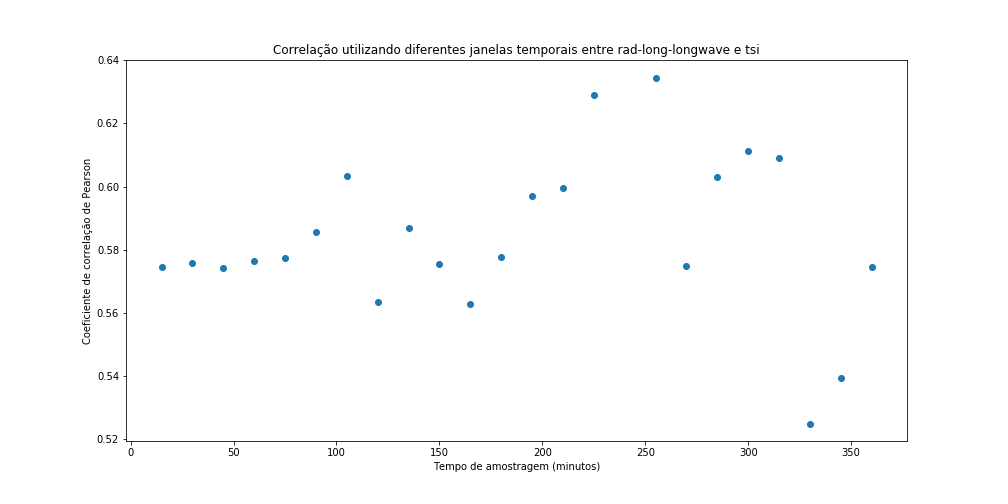 Correlação utilizando diferentes janelas temporais entre rad-long-longwave e tsi
0.64
0.62
0.60
0.58
0.56
0.54
0.52
Coeficiente de correlação de Pearson
0 50 100 150 200 250 300 350
Tempo de amostragem (minutos)